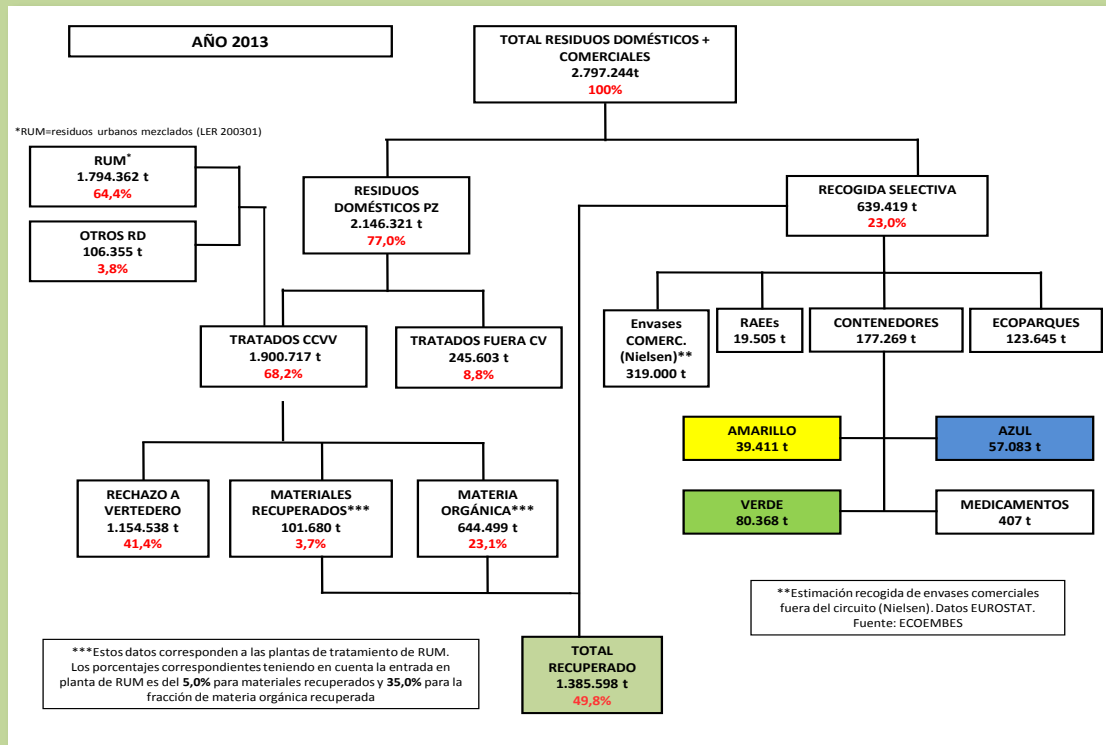 AÑO 2013
TOTAL RESIDUOS DOMÉSTICOS +
COMERCIALES
2.797.244t
100%
*RUM=residuos urbanos mezclados (LER 200301)
RUM*
1.794.362 t
64,4%
OTROS RD
106.355 t
3,8%
RESIDUOS
DOMÉSTICOS PZ
2.146.321 t
77,0%
RECOGIDA SELECTIVA
639.419 t
23,0%
TRATADOS CCVV
1.900.717 t
68,2%
TRATADOS FUERA CV
245.603 t
8,8%
Envases
COMERC.
(Nielsen)**
319.000 t
RAEEs
19.505 t
CONTENEDORES
177.269 t
ECOPARQUES
123.645 t
AMARILLO
39.411 t
AZUL
57.083 t
VERDE
80.368 t
MEDICAMENTOS
407 t
RECHAZO A
VERTEDERO
1.154.538 t
41,4%
MATERIALES
RECUPERADOS***
101.680 t
3,7%
MATERIA
ORGÁNICA***
644.499 t
23,1%
**Estimación recogida de envases comerciales
fuera del circuito (Nielsen). Datos EUROSTAT.
Fuente: ECOEMBES
***Estos datos corresponden a las plantas de tratamiento de RUM.
Los porcentajes correspondientes teniendo en cuenta la entrada en
planta de RUM es del 5,0% para materiales recuperados y 35,0% para la
fracción de materia orgánica recuperada
TOTAL
RECUPERADO
1.385.598 t
49,8%